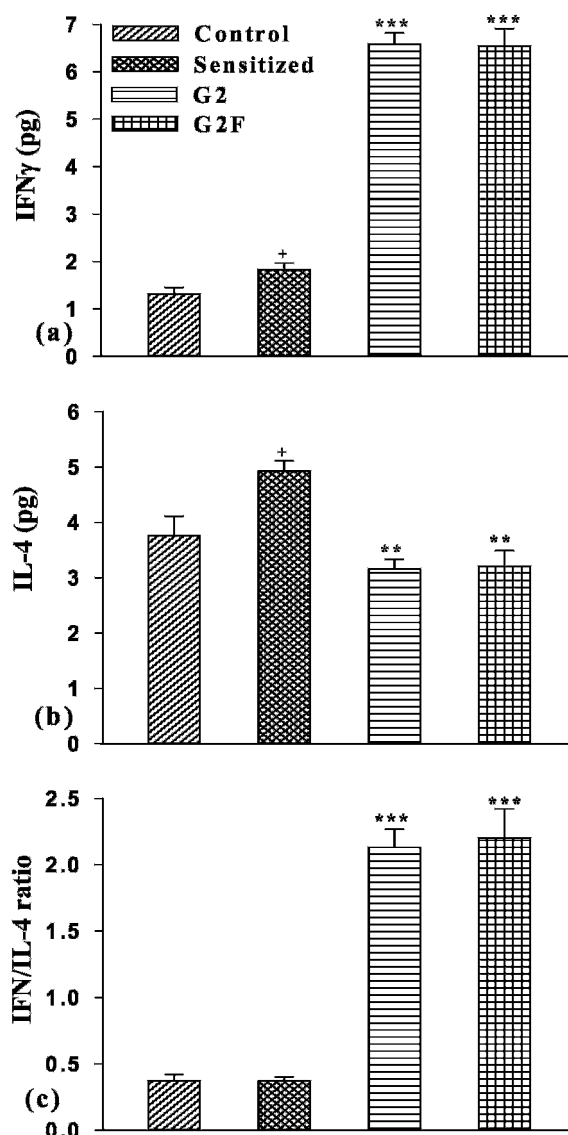 7
6
5
4
3
2
1
0
IFNγ (pg)
(a)
Control
Sensitized
G2
G2F
+
***
***
6
5
4
3
2
1
0
IL-4 (pg)
(b)
+
**
**
2.5
2.0
1.5
1.0
0.5
0.0
IFN/IL-4 ratio
(c)
***
***